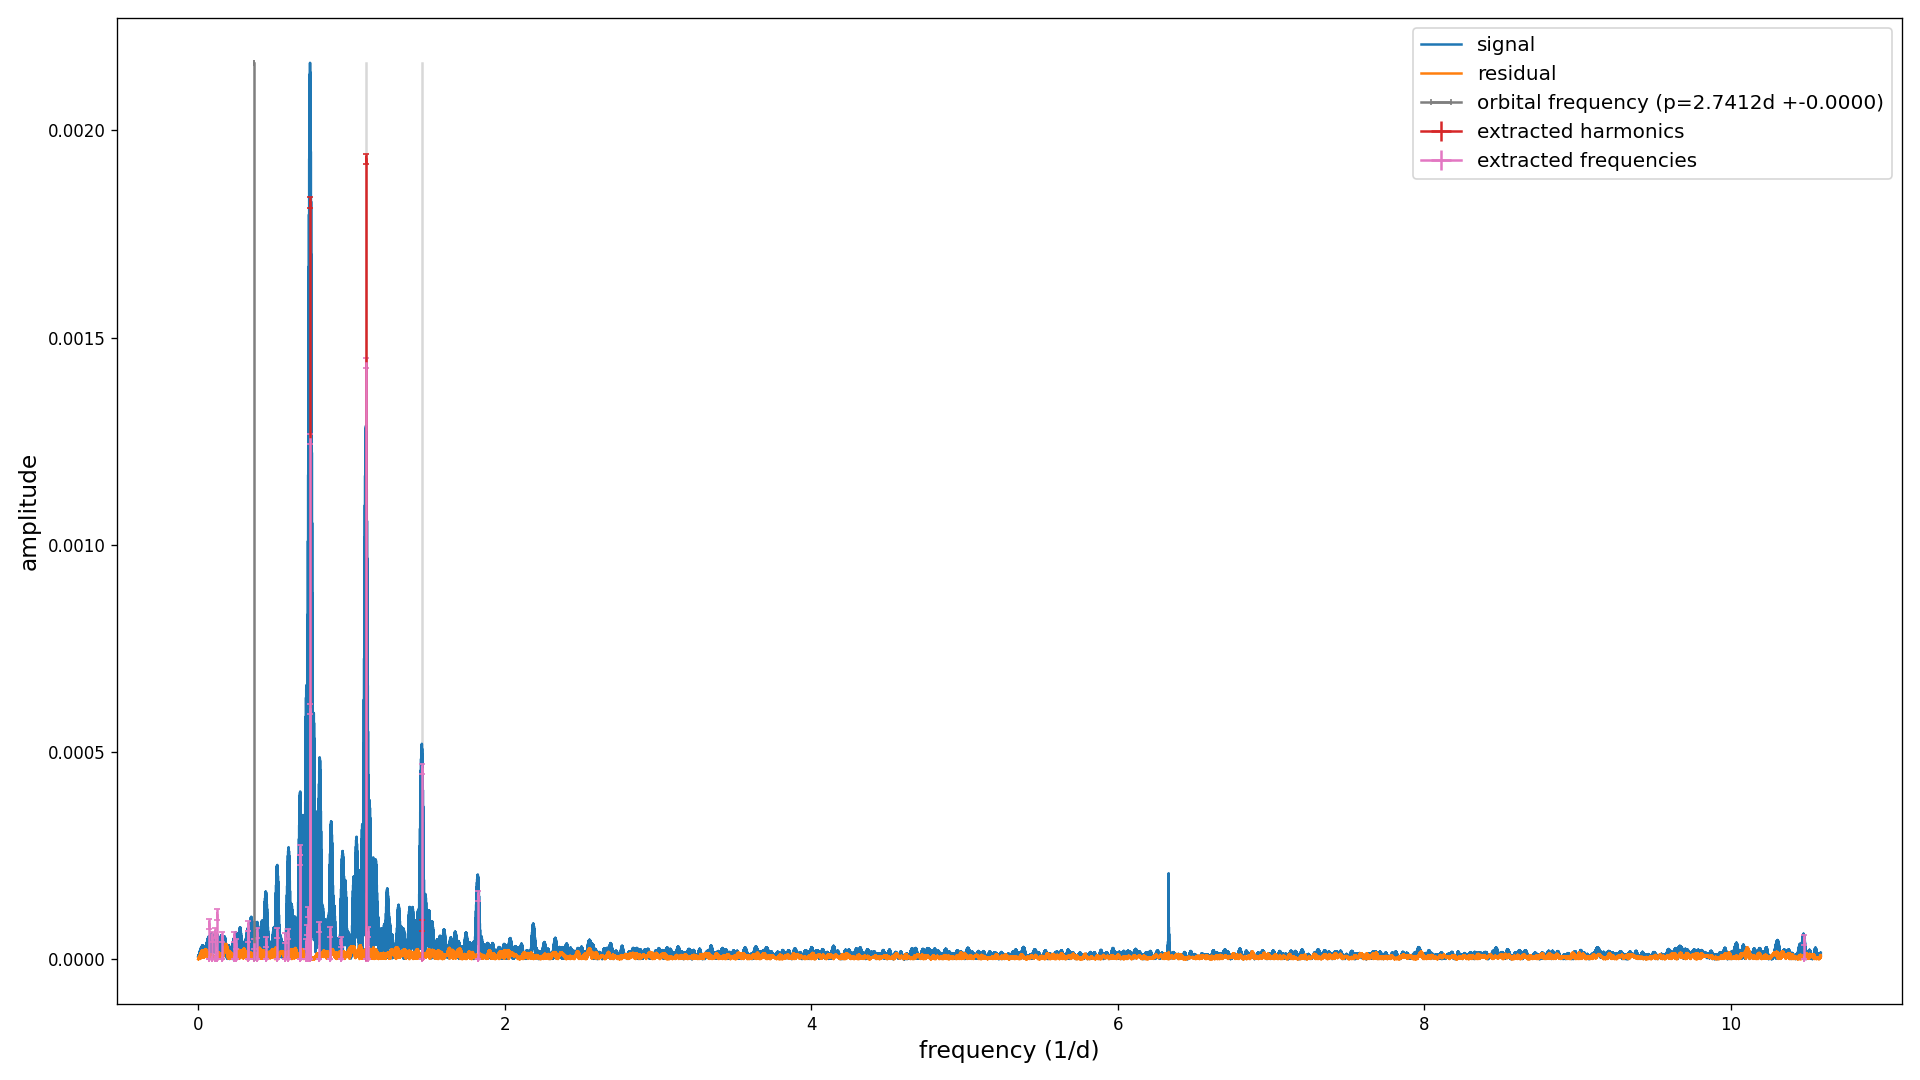 signal
residual
orbital frequency (p=2.7412d +-0.0000)
extracted harmonics
extracted frequencies
0.0020
0.0015
0.0010
0.0005
0.0000
amplitude
0 2 4 6 8 10
frequency (1/d)